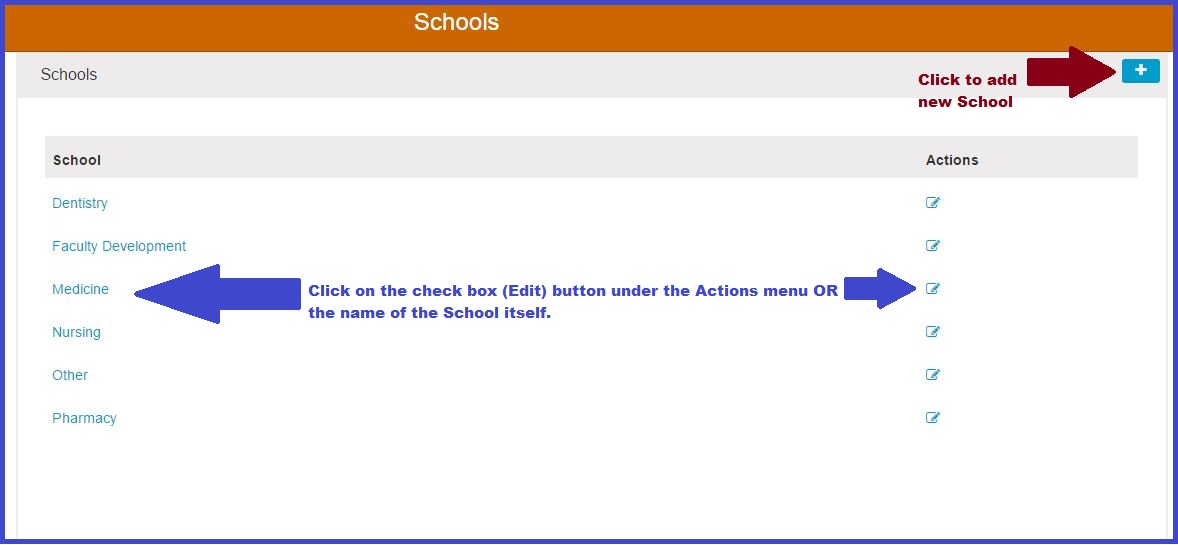 Schools
Schools
Click to add
new School
+
School Actions
Dentistry
Faculty Development
Medicine
Click on the check box (Edit) button under the Actions menu OR
the name of the School itself.
Nursing
Other
Pharmacy